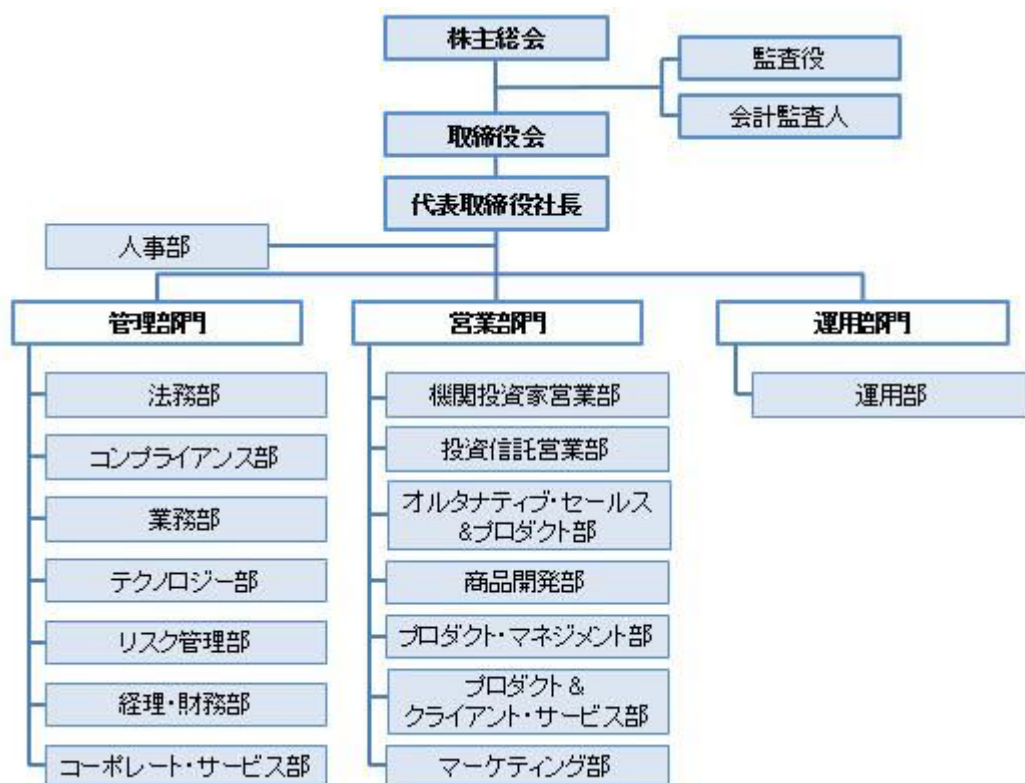 株主総会
監査役
会計監査人
取締役会
代表取締役社長
人事部
管理部門
法務部
コンプライアンス部
業務部
テクノロジー部
リスク管理部
経理・財務部
コーポレート・サービス部
営業部門
機関投資家営業部
投資信託営業部
オルタナティブ・セールス
&プロダクト部
商品開発部
プロダクト・マネジメント部
プロダクト &
クライアント・サービス部
マーケティング部
運用部門
運用部